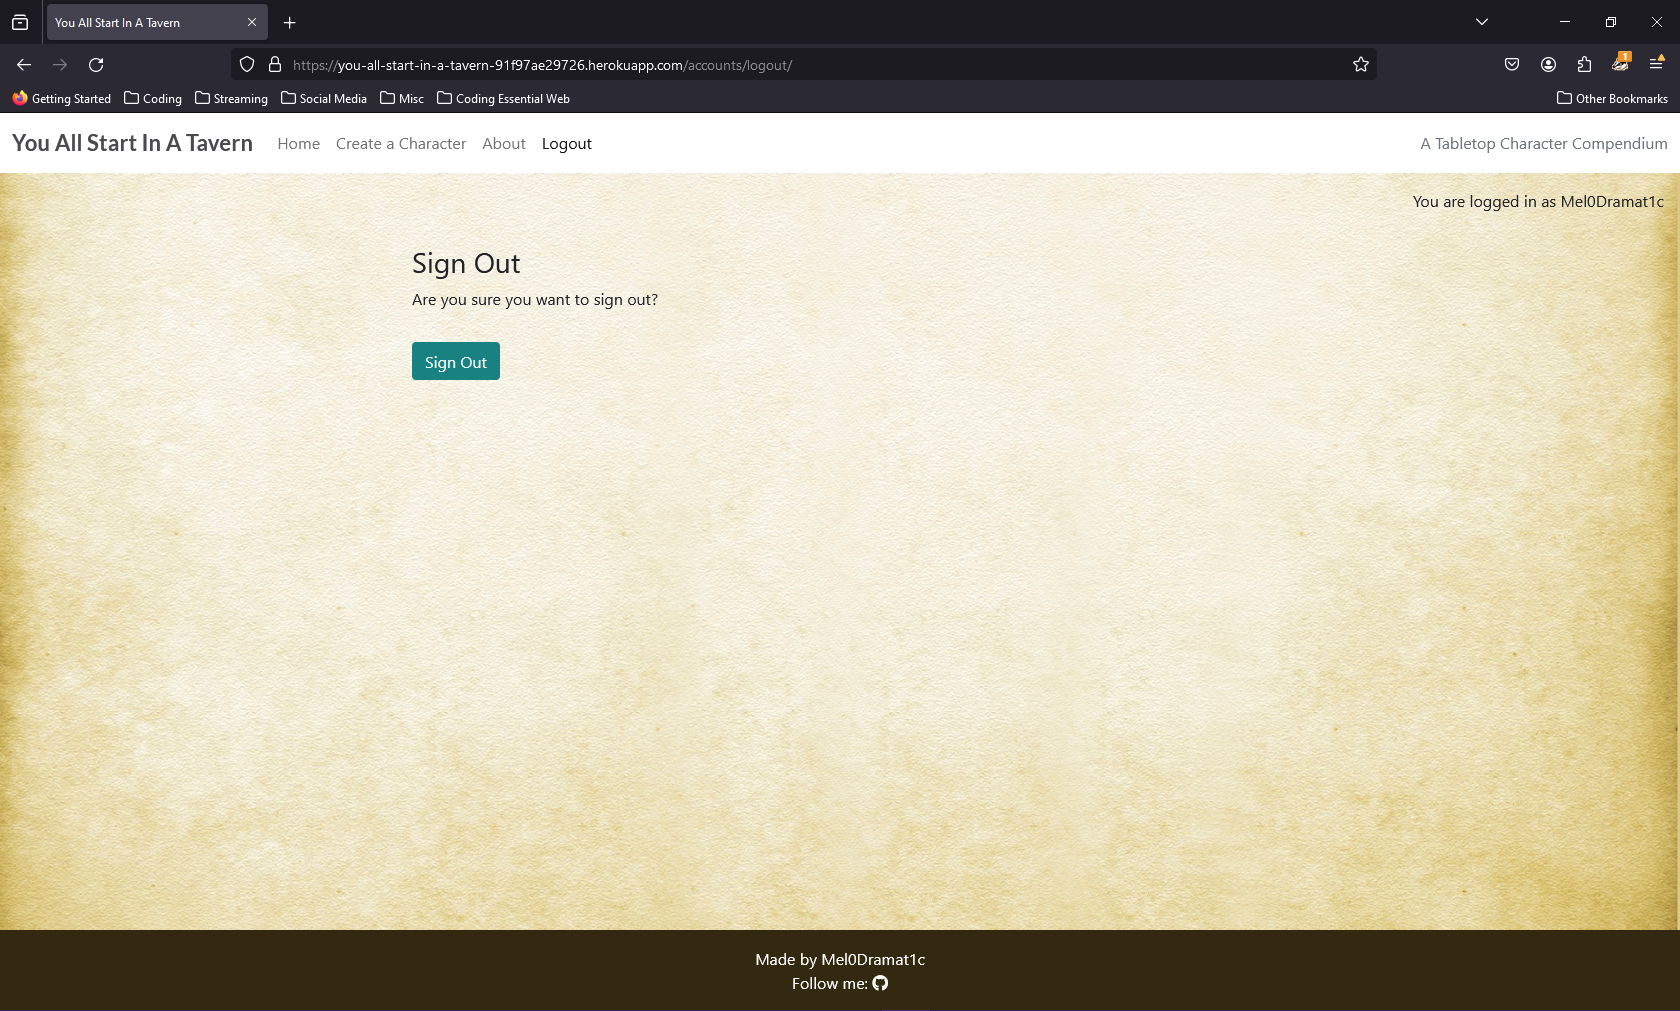 You All Start In A Tavern
https://you-all-start-in-a-tavern-91f97ae29726.herokuapp.com/accounts/logout/
1
Getting Started Coding Streaming Social Media Misc Coding Essential Web Other Bookmarks
You All Start In A Tavern Home Create a Character About Logout A Tabletop Character Compendium
You are logged in as Mel0Dramat1c
Sign Out
Are you sure you want to sign out?
Sign Out
Made by Mel0Dramat1c
Follow me: